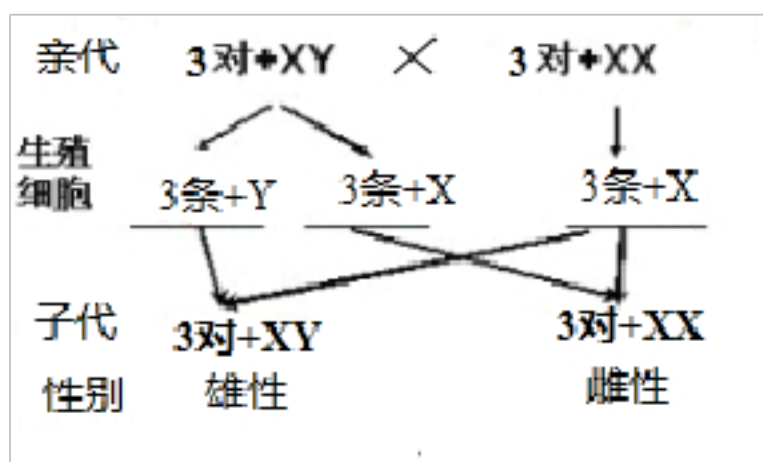 亲代 3对+XY × 3对+XX
生殖
细胞 3条+Y 3条+X 3条+X
子代 3对+XY 3对+XX
性别 雄性 雌性